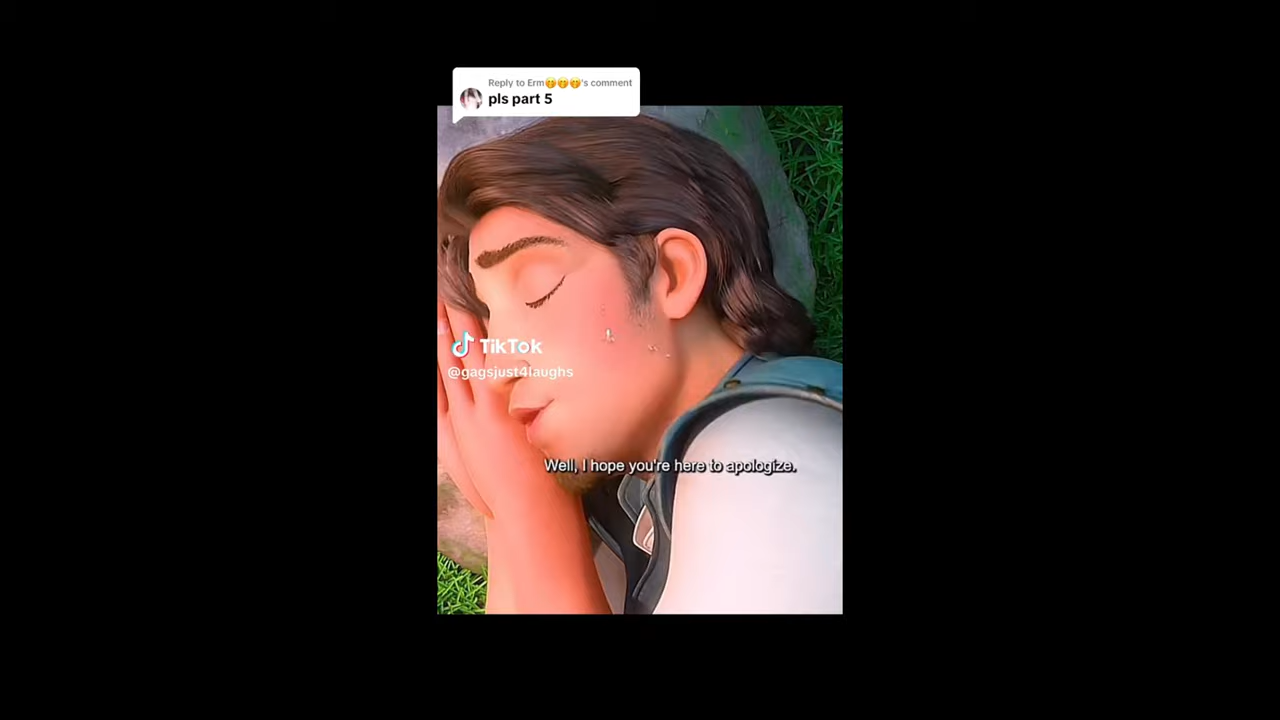 Reply to Erm🤭🤭🤭's comment
pls part 5
TikTok
@gagsjust4laughs
Well, I hope you're here to apologize.